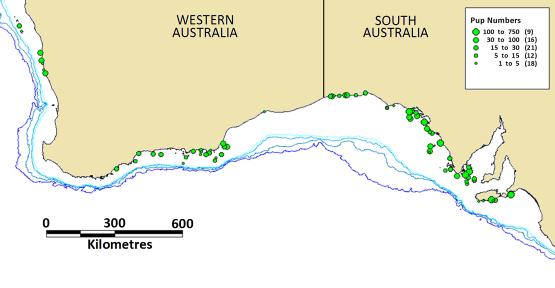 WESTERN
AUSTRALIA
SOUTH
AUSTRALIA
Pup Numbers
100 to 750 (9)
30 to 100 (16)
15 to 30 (21)
5 to 15 (12)
1 to 5 (18)
0 300 600
Kilometres